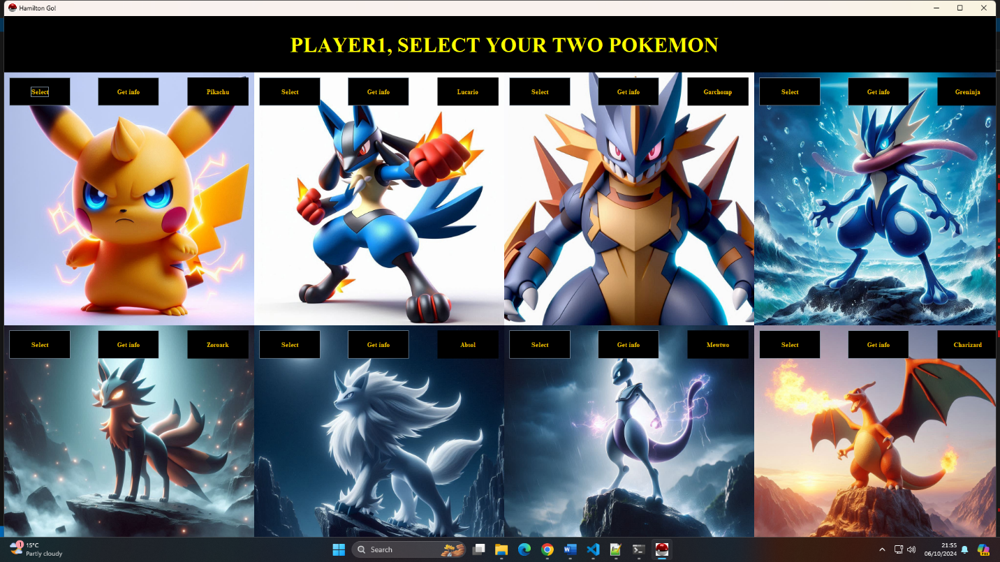 Hamilton Go!
PLAYER1, SELECT YOUR TWO POKEMON
Select Get info Pikachu Select Get info Lucario Select Get info Garchomp Select Get info Greninja
Select Get info Zoroark Select Get info Absol Select Get info Mewtwo Select Get info Charizard
1
15°C
Partly cloudy
Search
21:55
06/10/2024